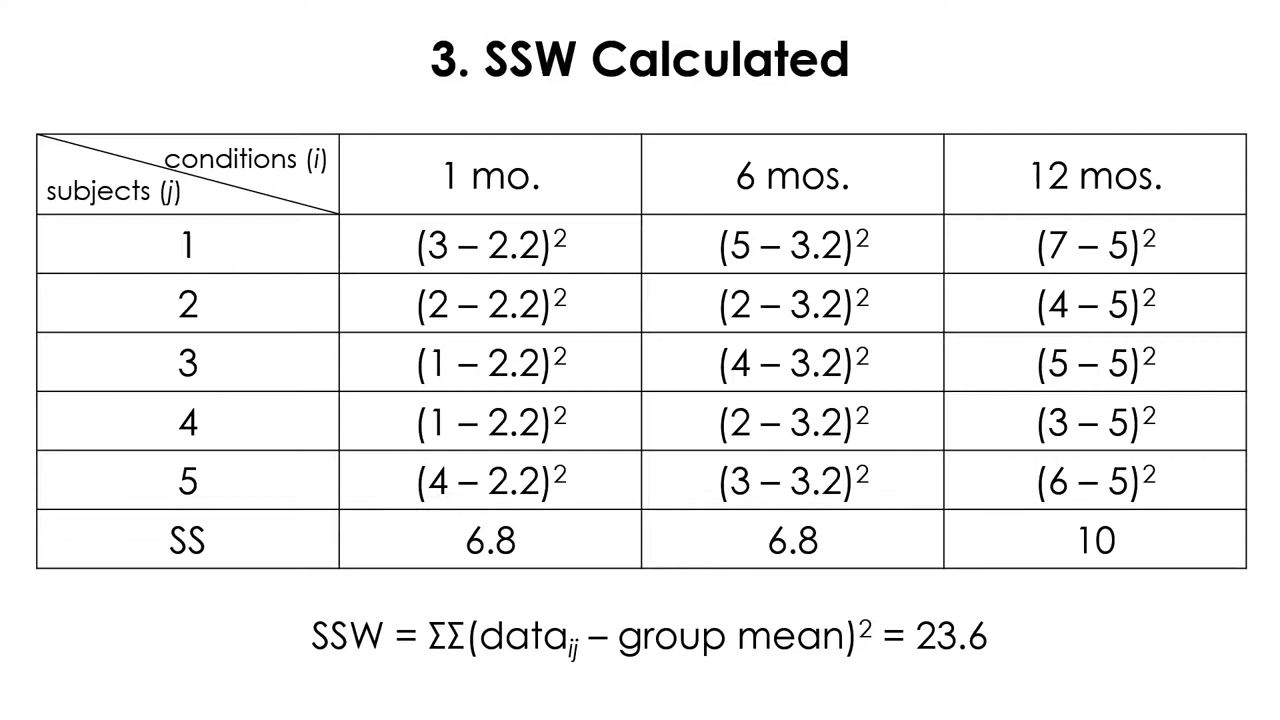 3. SSW Calculated
conditions (i)
subjects (j)
1 mo. 6 mos. 12 mos.
1 (3 – 2.2)² (5 – 3.2)² (7 – 5)²
2 (2 – 2.2)² (2 – 3.2)² (4 – 5)²
3 (1 – 2.2)² (4 – 3.2)² (5 – 5)²
4 (1 – 2.2)² (2 – 3.2)² (3 – 5)²
5 (4 – 2.2)² (3 – 3.2)² (6 – 5)²
SS 6.8 6.8 10
SSW = ΣΣ(dataij – group mean)² = 23.6